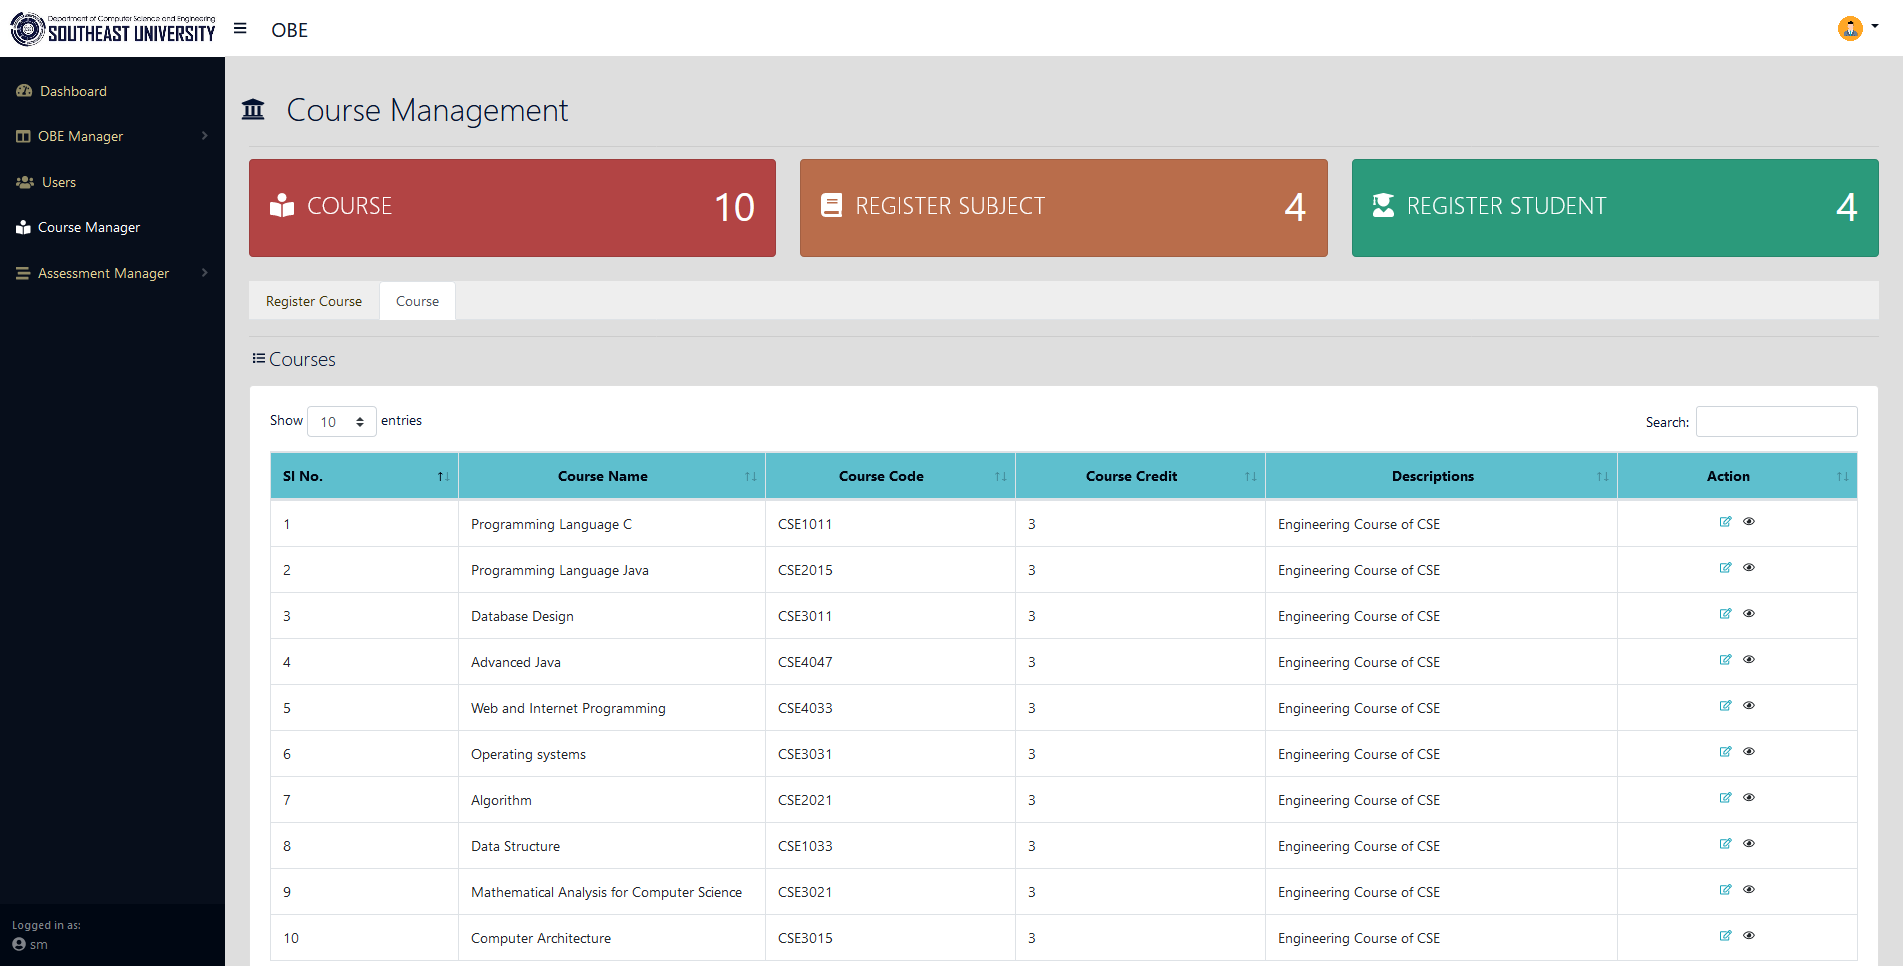 Department of Computer Science and Engineering
SOUTHEAST UNIVERSITY
OBE
Dashboard
OBE Manager
Users
Course Manager
Assessment Manager
Logged in as:
sm
Course Management
COURSE 10
REGISTER SUBJECT 4
REGISTER STUDENT 4
Register Course Course
Courses
Show 10 entries Search:
Sl No. Course Name Course Code Course Credit Descriptions Action
1 Programming Language C CSE1011 3 Engineering Course of CSE
2 Programming Language Java CSE2015 3 Engineering Course of CSE
3 Database Design CSE3011 3 Engineering Course of CSE
4 Advanced Java CSE4047 3 Engineering Course of CSE
5 Web and Internet Programming CSE4033 3 Engineering Course of CSE
6 Operating systems CSE3031 3 Engineering Course of CSE
7 Algorithm CSE2021 3 Engineering Course of CSE
8 Data Structure CSE1033 3 Engineering Course of CSE
9 Mathematical Analysis for Computer Science CSE3021 3 Engineering Course of CSE
10 Computer Architecture CSE3015 3 Engineering Course of CSE